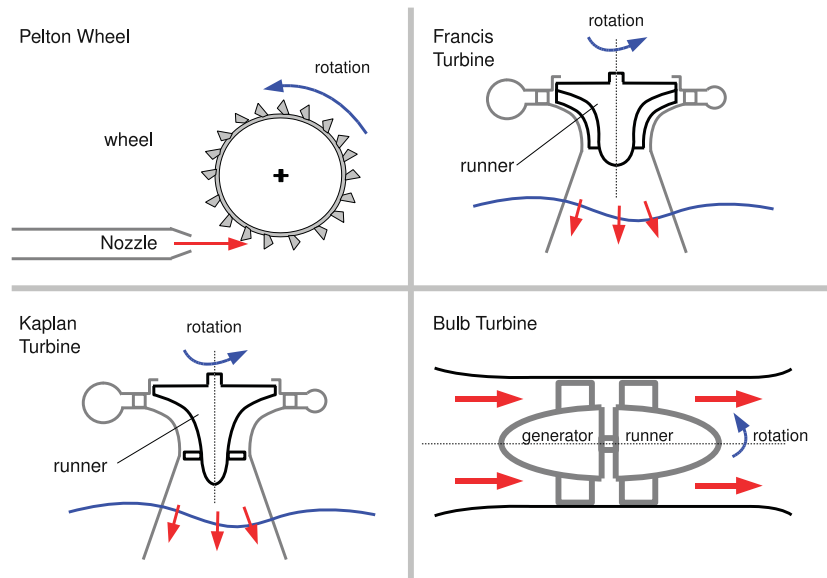 Pelton Wheel
rotation
wheel
Nozzle
Francis
Turbine
rotation
runner
Kaplan
Turbine
rotation
runner
Bulb Turbine
generator
runner
rotation